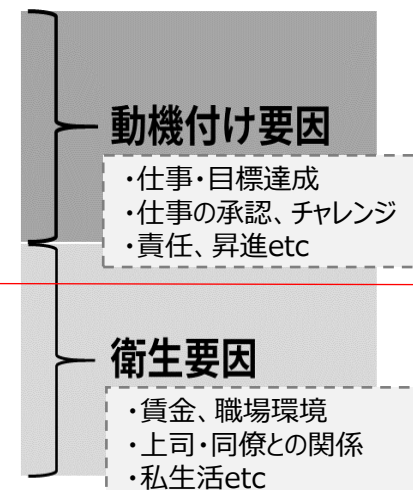 動機付け要因
・仕事・目標達成
・仕事の承認、チャレンジ
・責任、昇進etc
衛生要因
・賃金、職場環境
・上司・同僚との関係
・私生活etc